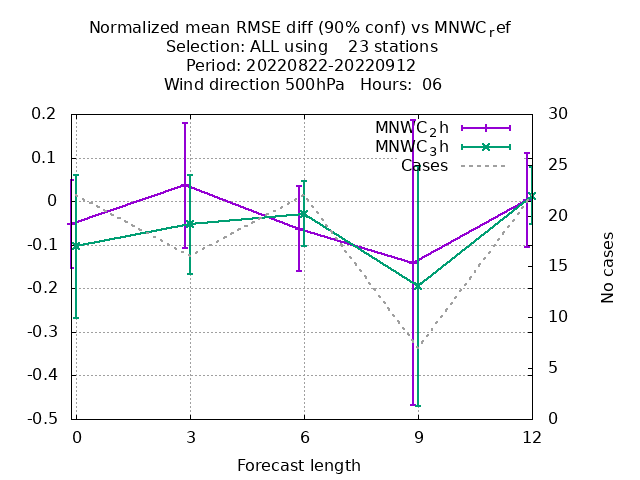 Normalized mean RMSE diff (90% conf) vs MNWC_ref
Selection: ALL using 23 stations
Period: 20220822-20220912
Wind direction 500hPa Hours: 06
MNWC_2h
MNWC_3h
Cases
0.2
0.1
0
-0.1
-0.2
-0.3
-0.4
-0.5
30
25
20
15
10
5
0
No cases
0 3 6 9 12
Forecast length